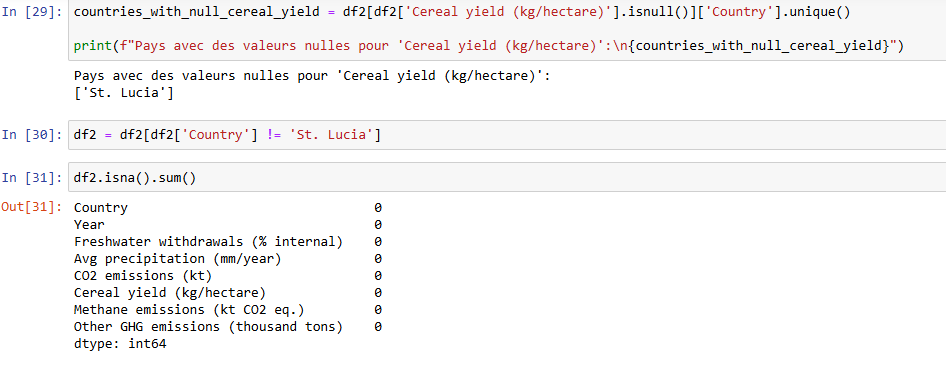 In [29]: countries_with_null_cereal_yield = df2[df2['Cereal yield (kg/hectare)'].isnull()]['Country'].unique()
print(f"Pays avec des valeurs nulles pour 'Cereal yield (kg/hectare)':\n{countries_with_null_cereal_yield}")
Pays avec des valeurs nulles pour 'Cereal yield (kg/hectare)':
['St. Lucia']
In [30]: df2 = df2[df2['Country'] != 'St. Lucia']
In [31]: df2.isna().sum()
Out[31]: Country 0
Year 0
Freshwater withdrawals (% internal) 0
Avg precipitation (mm/year) 0
CO2 emissions (kt) 0
Cereal yield (kg/hectare) 0
Methane emissions (kt CO2 eq.) 0
Other GHG emissions (thousand tons) 0
dtype: int64